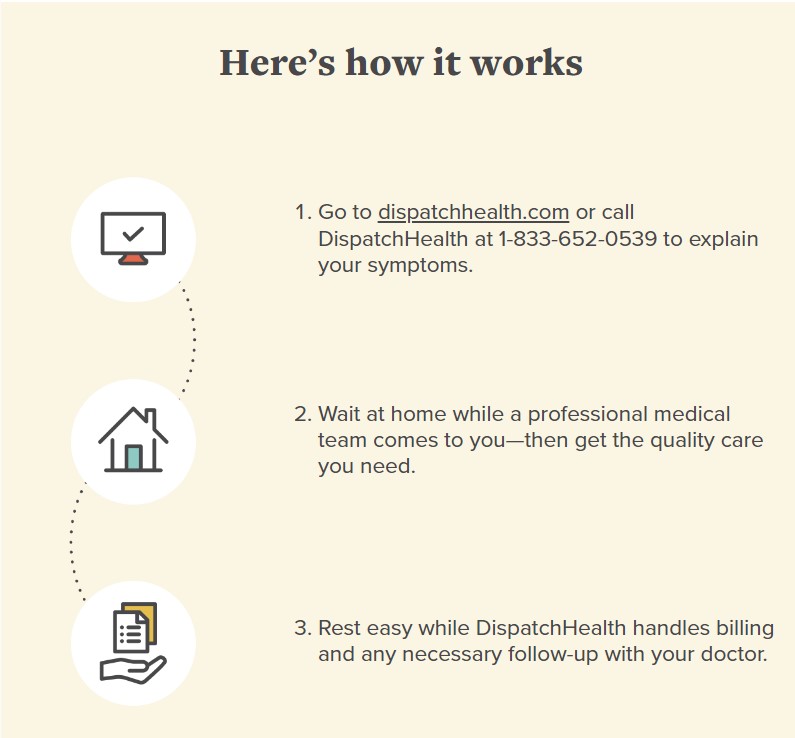 Here’s how it works
1. Go to dispatchhealth.com or call
DispatchHealth at 1-833-652-0539 to explain
your symptoms.
2. Wait at home while a professional medical
team comes to you—then get the quality care
you need.
3. Rest easy while DispatchHealth handles billing
and any necessary follow-up with your doctor.